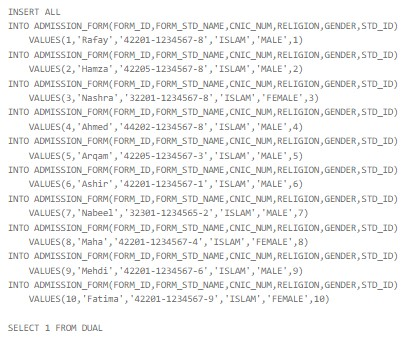 INSERT ALL
INTO ADMISSION_FORM(FORM_ID,FORM_STD_NAME,CNIC_NUM,RELIGION,GENDER,STD_ID)
VALUES(1,'Rafay','42201-1234567-8','ISLAM','MALE',1)
INTO ADMISSION_FORM(FORM_ID,FORM_STD_NAME,CNIC_NUM,RELIGION,GENDER,STD_ID)
VALUES(2,'Hamza','42205-1234567-8','ISLAM','MALE',2)
INTO ADMISSION_FORM(FORM_ID,FORM_STD_NAME,CNIC_NUM,RELIGION,GENDER,STD_ID)
VALUES(3,'Nashra','32201-1234567-8','ISLAM','FEMALE',3)
INTO ADMISSION_FORM(FORM_ID,FORM_STD_NAME,CNIC_NUM,RELIGION,GENDER,STD_ID)
VALUES(4,'Ahmed','44202-1234567-8','ISLAM','MALE',4)
INTO ADMISSION_FORM(FORM_ID,FORM_STD_NAME,CNIC_NUM,RELIGION,GENDER,STD_ID)
VALUES(5,'Arqam','42205-1234567-3','ISLAM','MALE',5)
INTO ADMISSION_FORM(FORM_ID,FORM_STD_NAME,CNIC_NUM,RELIGION,GENDER,STD_ID)
VALUES(6,'Ashir','42201-1234567-1','ISLAM','MALE',6)
INTO ADMISSION_FORM(FORM_ID,FORM_STD_NAME,CNIC_NUM,RELIGION,GENDER,STD_ID)
VALUES(7,'Nabeel','32301-1234565-2','ISLAM','MALE',7)
INTO ADMISSION_FORM(FORM_ID,FORM_STD_NAME,CNIC_NUM,RELIGION,GENDER,STD_ID)
VALUES(8,'Maha','42201-1234567-4','ISLAM','FEMALE',8)
INTO ADMISSION_FORM(FORM_ID,FORM_STD_NAME,CNIC_NUM,RELIGION,GENDER,STD_ID)
VALUES(9,'Mehdi','42201-1234567-6','ISLAM','MALE',9)
INTO ADMISSION_FORM(FORM_ID,FORM_STD_NAME,CNIC_NUM,RELIGION,GENDER,STD_ID)
VALUES(10,'Fatima','42201-1234567-9','ISLAM','FEMALE',10)
SELECT 1 FROM DUAL